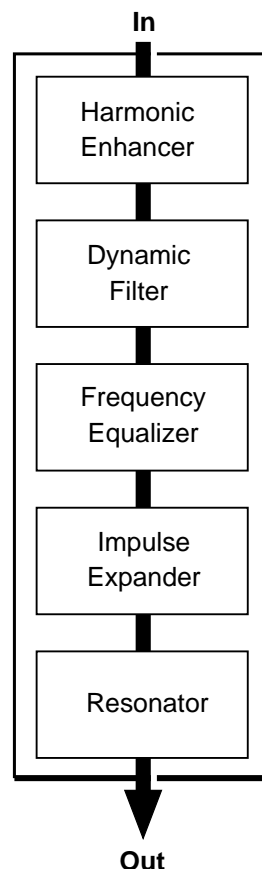 In
Harmonic
Enhancer
Dynamic
Filter
Frequency
Equalizer
Impulse
Expander
Resonator
Out